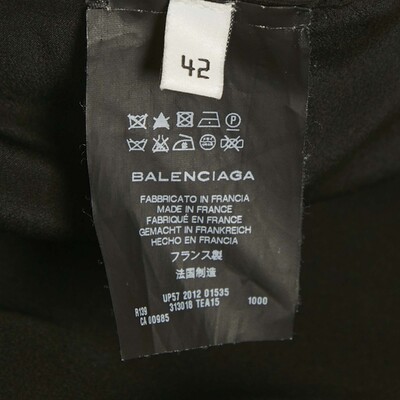 42
BALENCIAGA
FABBRICATO IN FRANCIA
MADE IN FRANCE
FABRIQUÉ EN FRANCE
GEMACHT IN FRANKREICH
HECHO EN FRANCIA
フランス製
法国制造
UP57 2012 01535
R139 313018 TEA15 1000
CA 00985